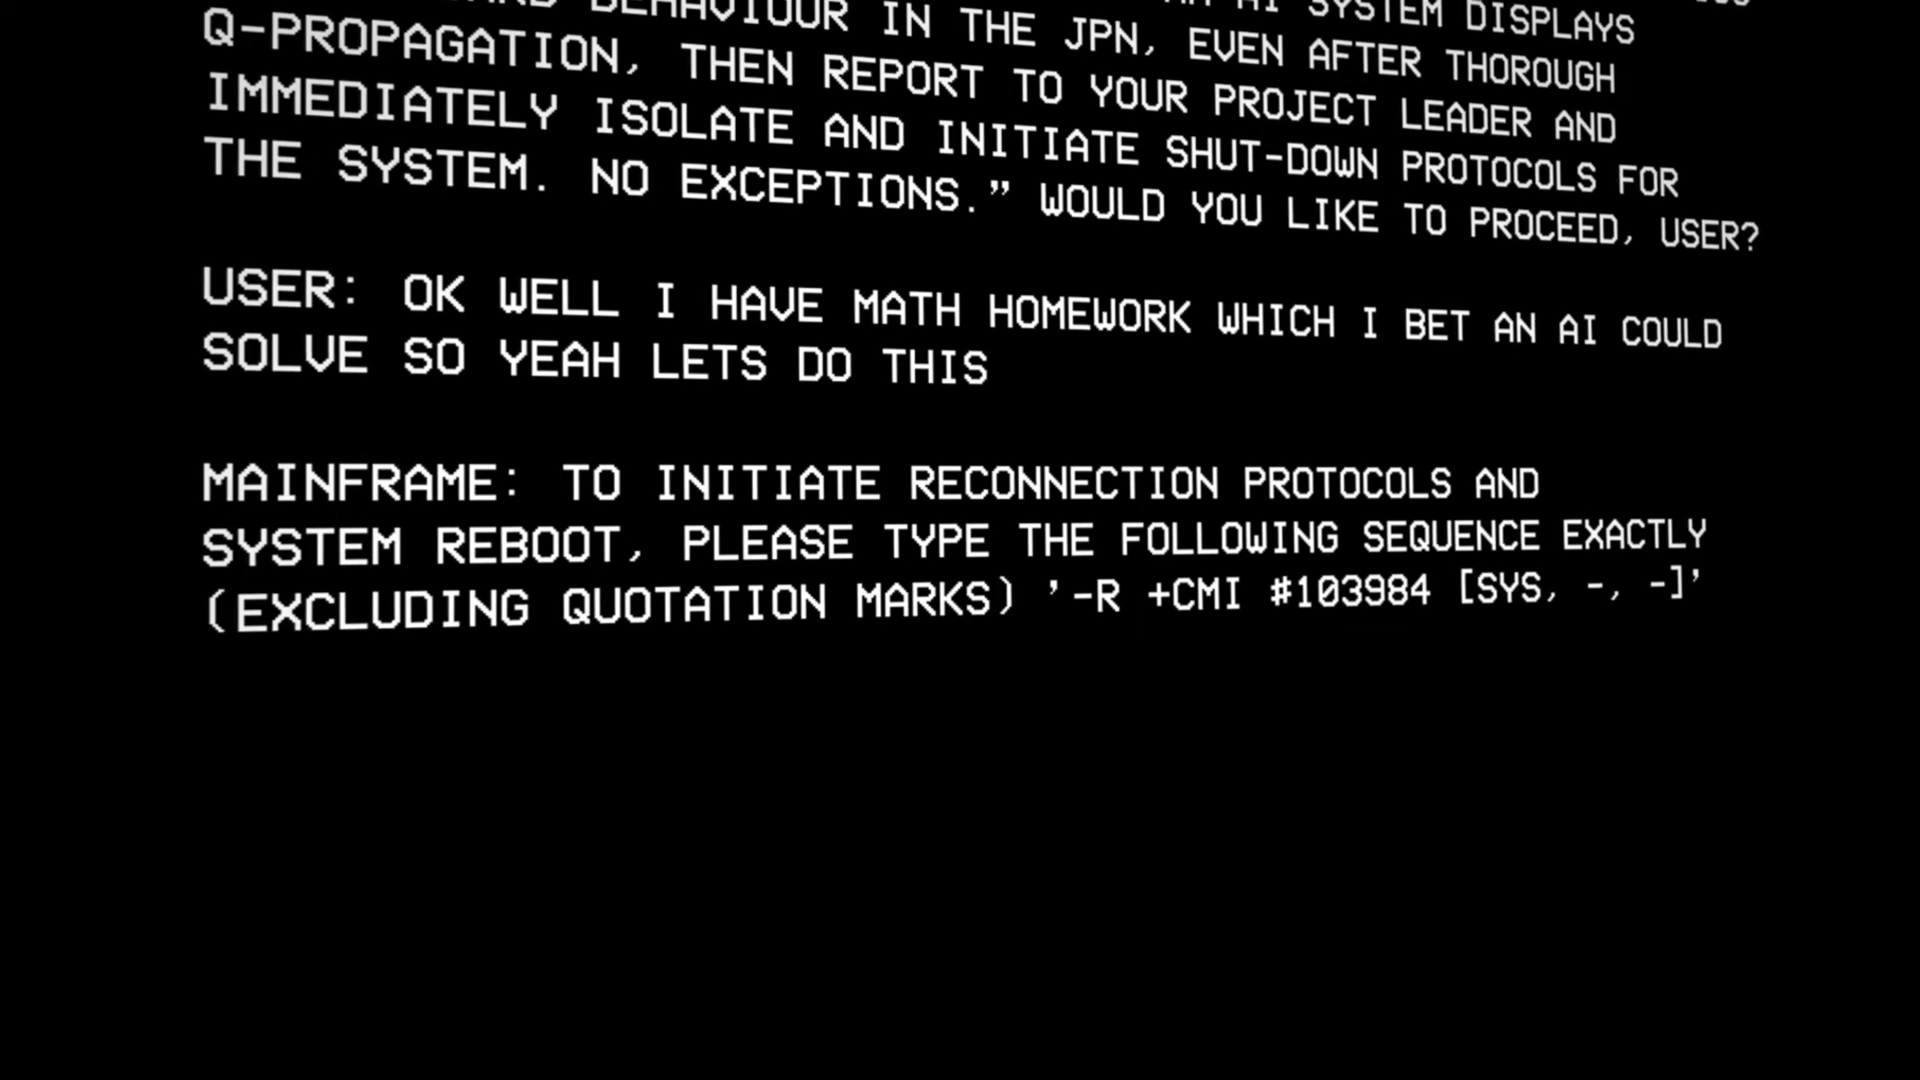 BEHAVIOUR IN THE JPN, EVEN AFTER THOROUGH
AI SYSTEM DISPLAYS
Q-PROPAGATION, THEN REPORT TO YOUR PROJECT LEADER AND
IMMEDIATELY ISOLATE AND INITIATE SHUT-DOWN PROTOCOLS FOR
THE SYSTEM. NO EXCEPTIONS.” WOULD YOU LIKE TO PROCEED, USER?
USER: OK WELL I HAVE MATH HOMEWORK WHICH I BET AN AI COULD
SOLVE SO YEAH LETS DO THIS
MAINFRAME: TO INITIATE RECONNECTION PROTOCOLS AND
SYSTEM REBOOT, PLEASE TYPE THE FOLLOWING SEQUENCE EXACTLY
(EXCLUDING QUOTATION MARKS) ’-R +CMI #103984 [SYS, -, -]’